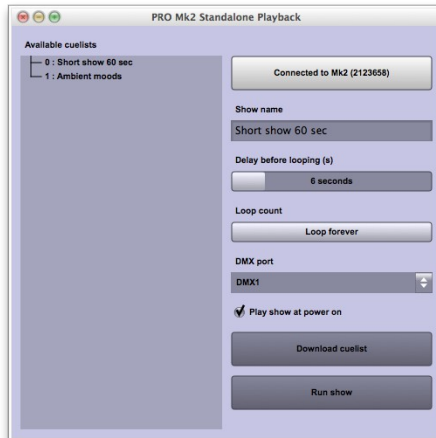 PRO Mk2 Standalone Playback
Available cuelists
0 : Short show 60 sec
1 : Ambient moods
Connected to Mk2 (2123658)
Show name
Short show 60 sec
Delay before looping (s)
6 seconds
Loop count
Loop forever
DMX port
DMX1
Play show at power on
Download cuelist
Run show